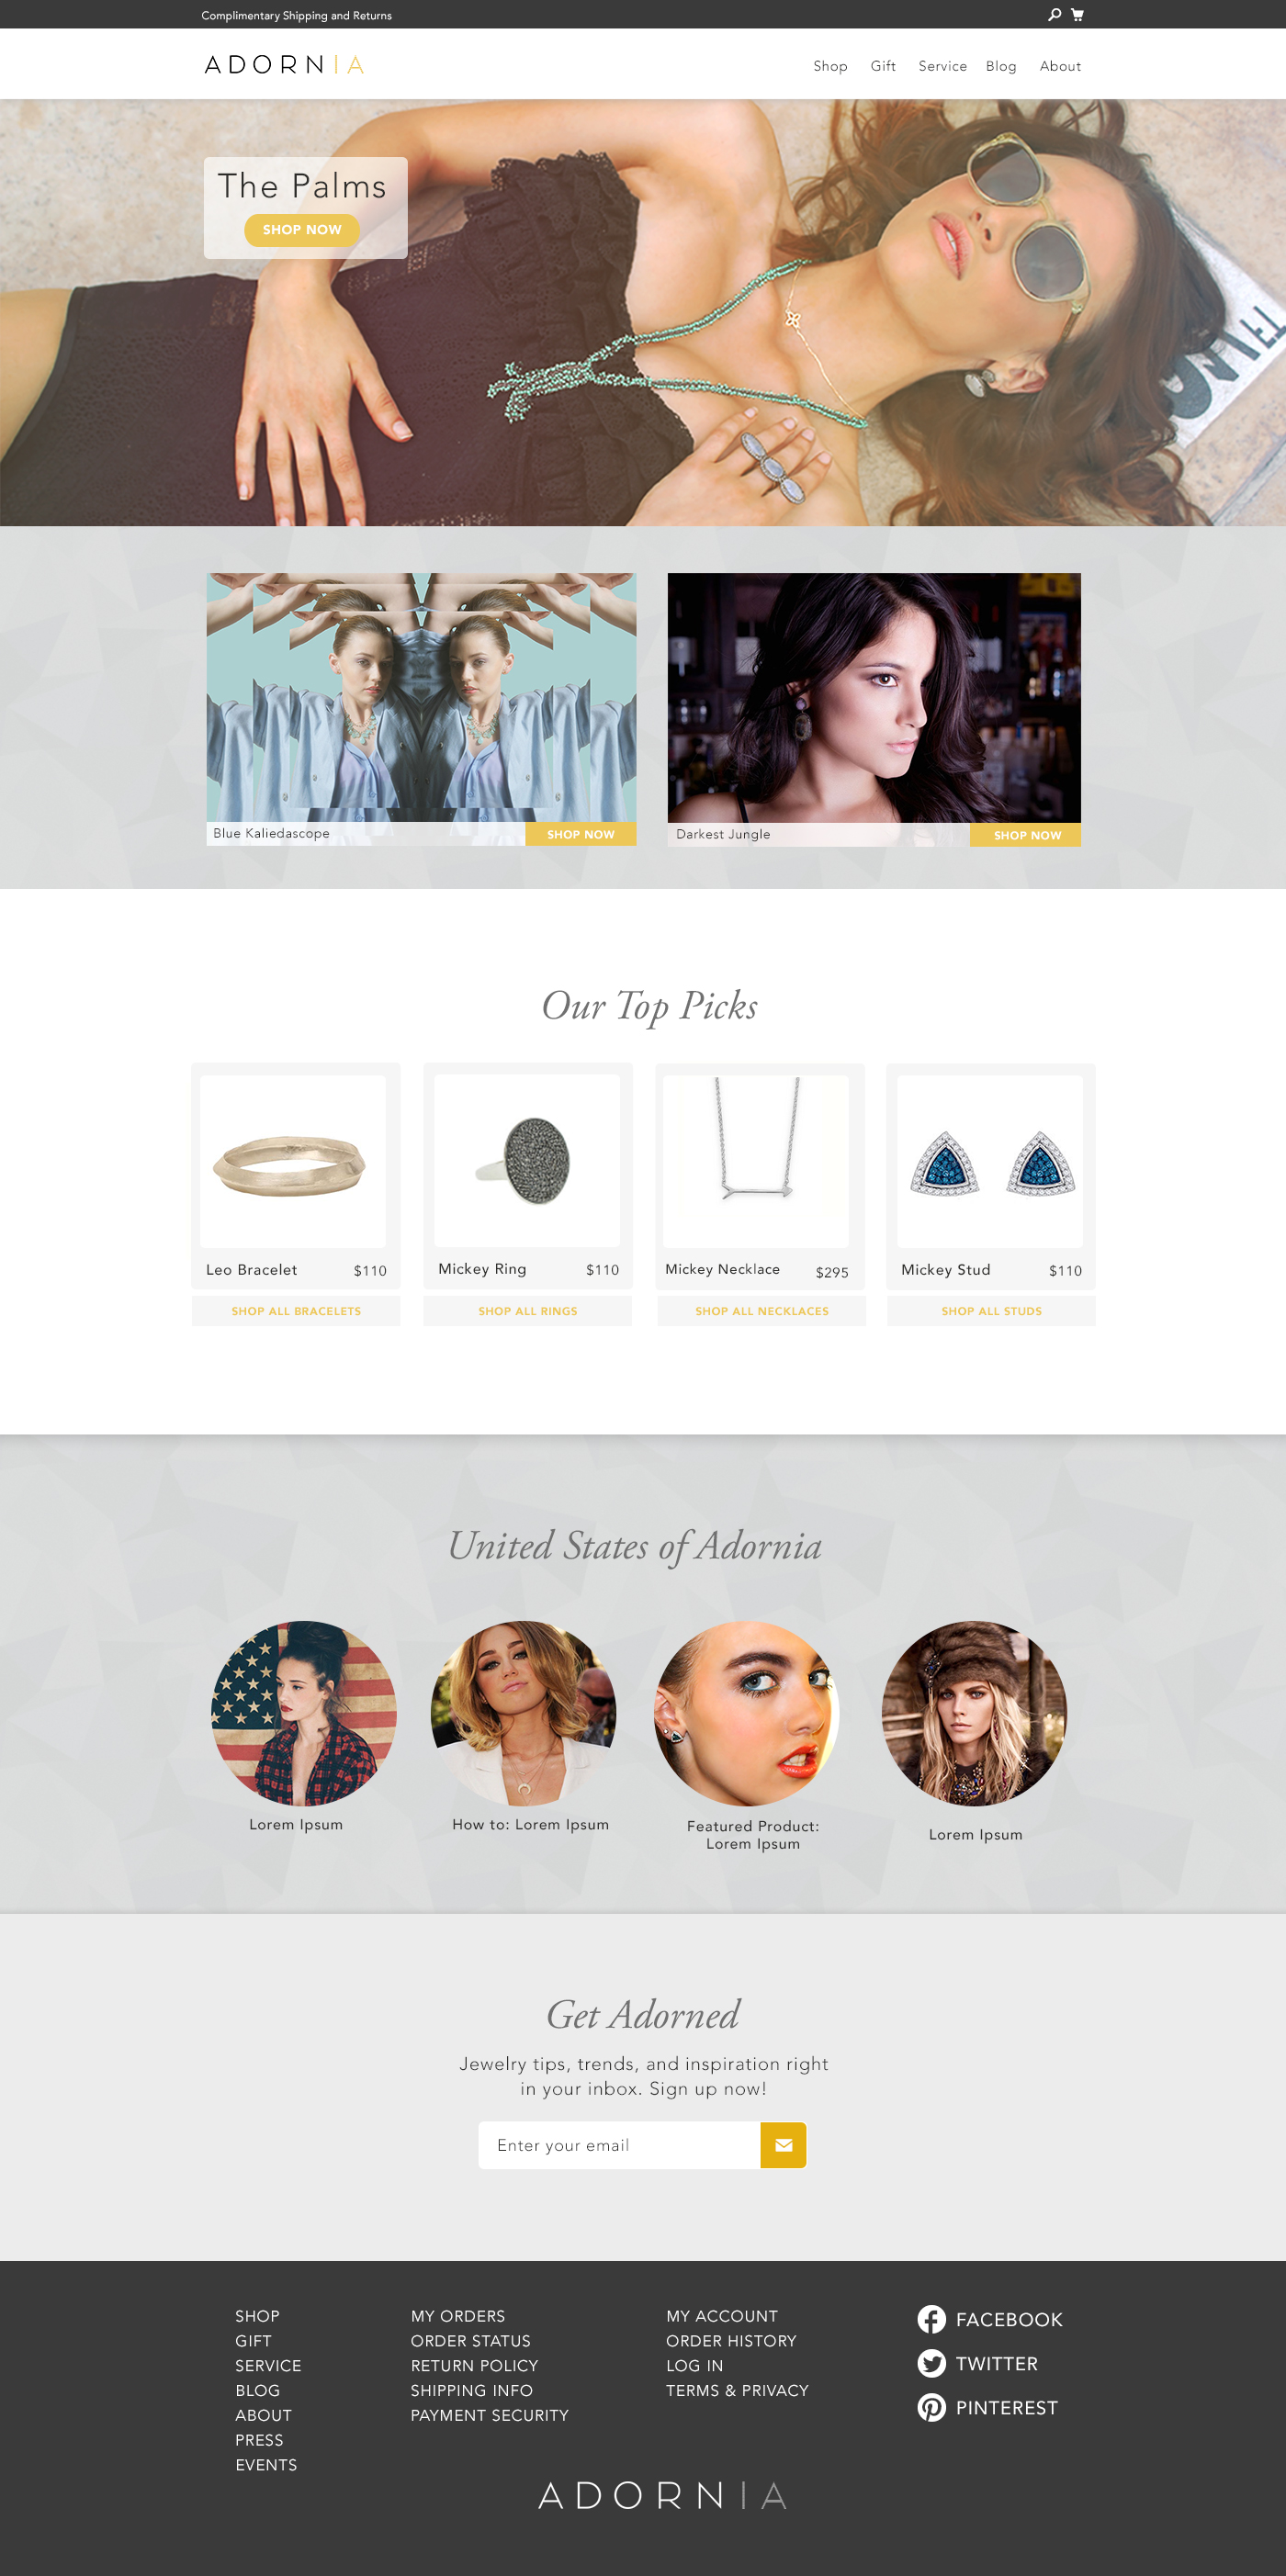 Complimentary Shipping and Returns
ADORNIA
Shop Gift Service Blog About
The Palms
SHOP NOW
Blue Kaliedascope
SHOP NOW
Darkest Jungle
SHOP NOW
Our Top Picks
Leo Bracelet $110
Mickey Ring $110
Mickey Necklace $295
Mickey Stud $110
SHOP ALL BRACELETS
SHOP ALL RINGS
SHOP ALL NECKLACES
SHOP ALL STUDS
United States of Adornia
Lorem Ipsum
How to: Lorem Ipsum
Featured Product:
Lorem Ipsum
Lorem Ipsum
Get Adorned
Jewelry tips, trends, and inspiration right
in your inbox. Sign up now!
Enter your email
SHOP
GIFT
SERVICE
BLOG
ABOUT
PRESS
EVENTS
MY ORDERS
ORDER STATUS
RETURN POLICY
SHIPPING INFO
PAYMENT SECURITY
MY ACCOUNT
ORDER HISTORY
LOG IN
TERMS & PRIVACY
FACEBOOK
TWITTER
PINTEREST
ADORNIA